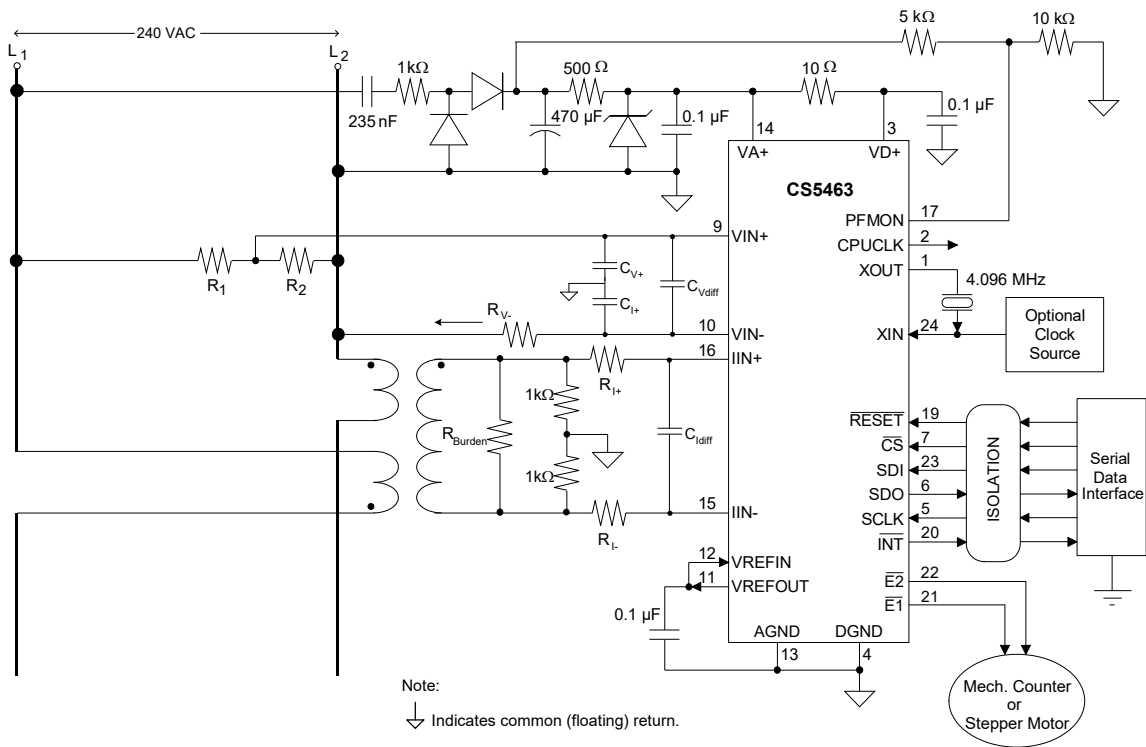 240 VAC
L1
L2
5 kΩ
10 kΩ
1kΩ
500 Ω
10 Ω
235 nF
470 µF
0.1 µF
0.1 µF
14
3
VA+
VD+
CS5463
17
PFMON
2
CPUCLK
1
XOUT
4.096 MHz
24
XIN
Optional
Clock
Source
9
VIN+
R1
R2
CV+
CI+
CVdiff
RV-
10
VIN-
16
IIN+
RI+
1kΩ
RBurden
1kΩ
CIdiff
15
IIN-
RI-
RESET
19
CS
7
SDI
23
SDO
6
SCLK
5
INT
20
ISOLATION
Serial
Data
Interface
12
VREFIN
11
VREFOUT
0.1 µF
E2
22
E1
21
AGND
DGND
13
4
Mech. Counter
or
Stepper Motor
Note:
Indicates common (floating) return.